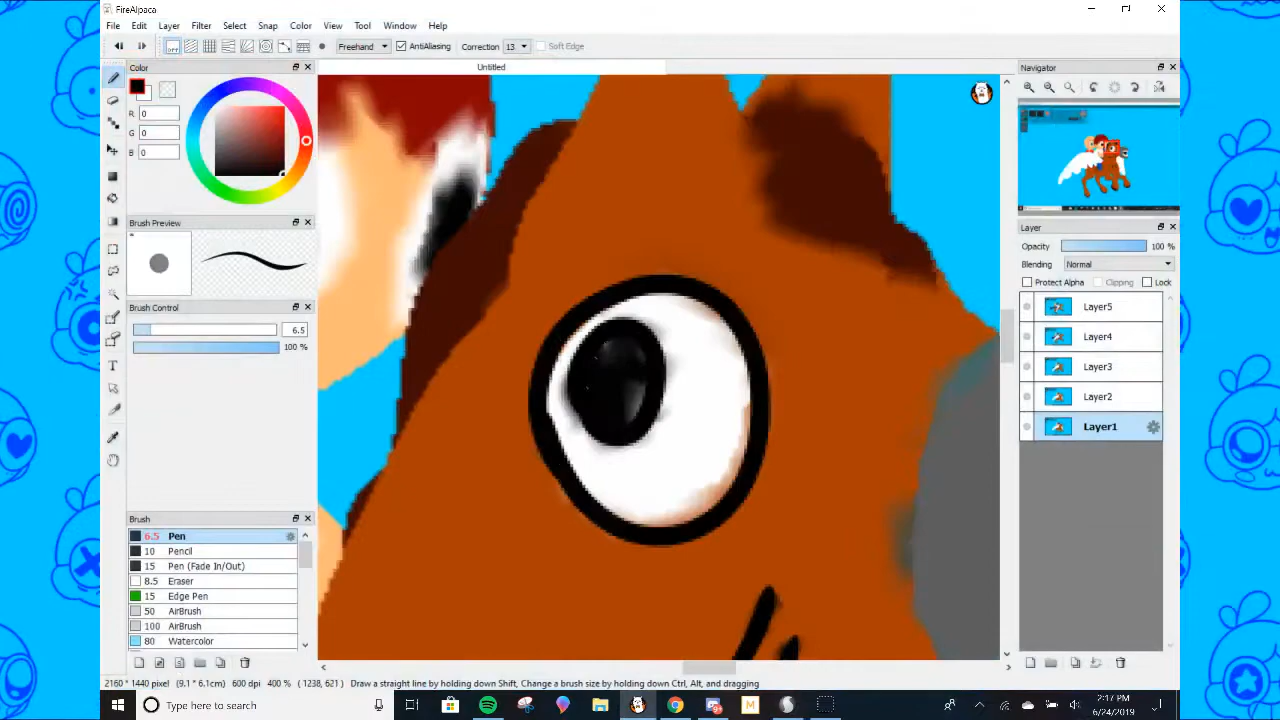 FireAlpaca
File Edit Layer Filter Select Snap Color View Tool Window Help
OFF Freehand AntiAliasing Correction 13 Soft Edge
Color
Untitled
Navigator
R 0
G 0
B 0
Brush Preview
Layer
Opacity 100 %
Blending Normal
Protect Alpha Clipping Lock
Brush Control
6.5
100 %
Layer5
Layer4
Layer3
Layer2
Layer1
T
Brush
6.5 Pen
10 Pencil
15 Pen (Fade In/Out)
8.5 Eraser
15 Edge Pen
50 AirBrush
100 AirBrush
80 Watercolor
2160 * 1440 pixel (9.1 * 6.1cm) 600 dpi 400 % ( 1238, 621 ) Draw a straight line by holding down Shift, Change a brush size by holding down Ctrl, Alt, and dragging
Type here to search
M
2:17 PM
6/24/2019